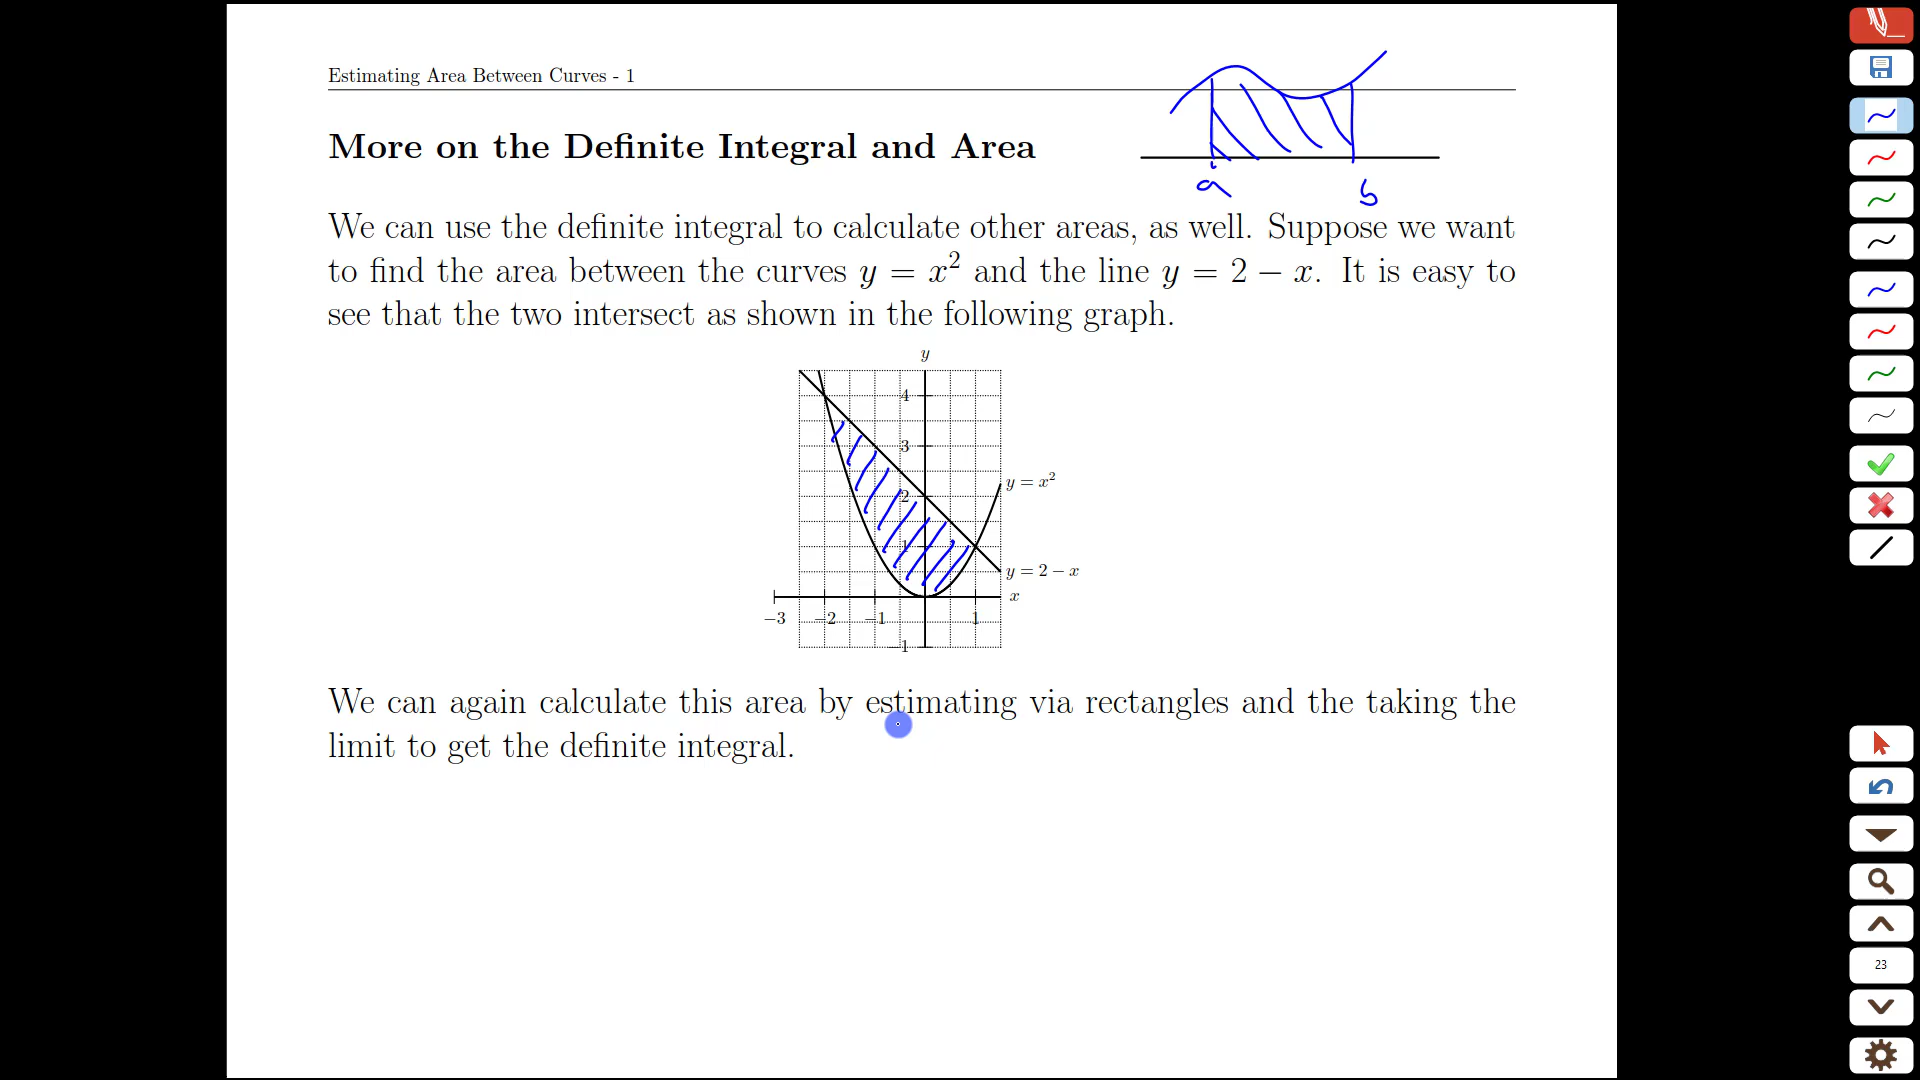 Estimating Area Between Curves - 1
More on the Definite Integral and Area
a b
We can use the definite integral to calculate other areas, as well. Suppose we want
to find the area between the curves y = x² and the line y = 2 − x. It is easy to
see that the two intersect as shown in the following graph.
y
4
3
2
y = x²
1
y = 2 − x
x
−3 −2 −1 1
−1
We can again calculate this area by estimating via rectangles and the taking the
limit to get the definite integral.
23